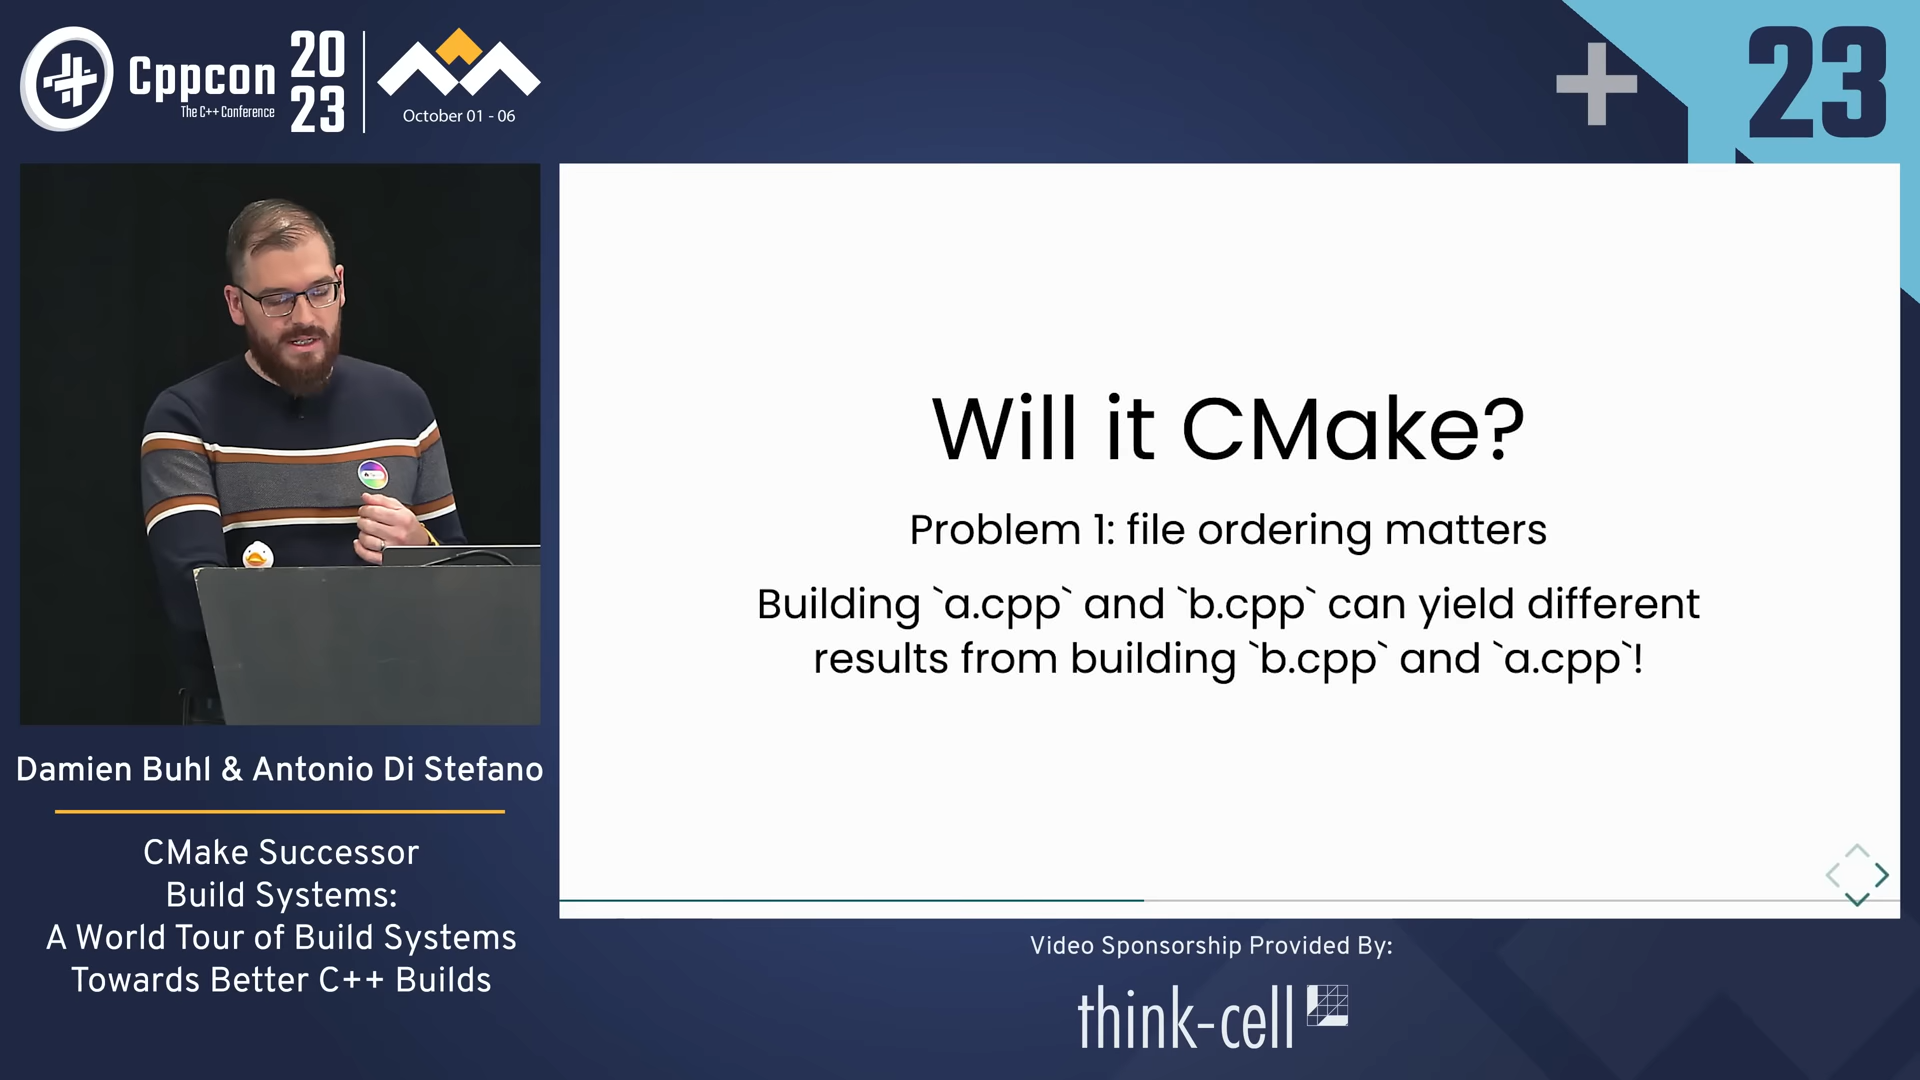 Cppcon
The C++ Conference
20
23
October 01 - 06
23
Will it CMake?
Problem 1: file ordering matters
Building `a.cpp` and `b.cpp` can yield different
results from building `b.cpp` and `a.cpp`!
Damien Buhl & Antonio Di Stefano
CMake Successor
Build Systems:
A World Tour of Build Systems
Towards Better C++ Builds
Video Sponsorship Provided By:
think-cell